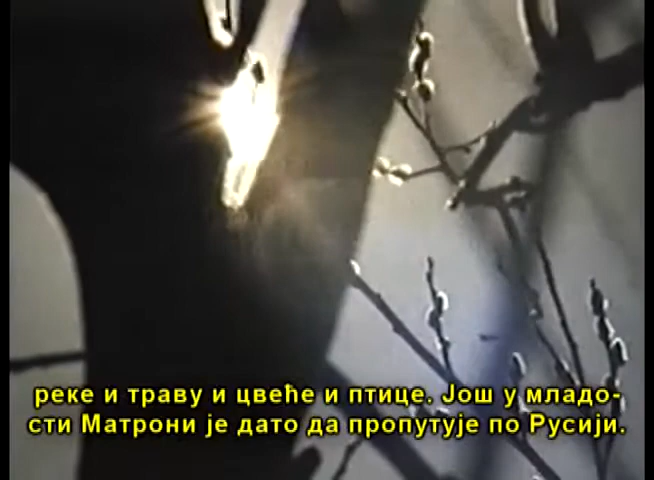 реке и траву и цвеће и птице. Још у младо-
сти Матрони је дато да пропутује по Русији.